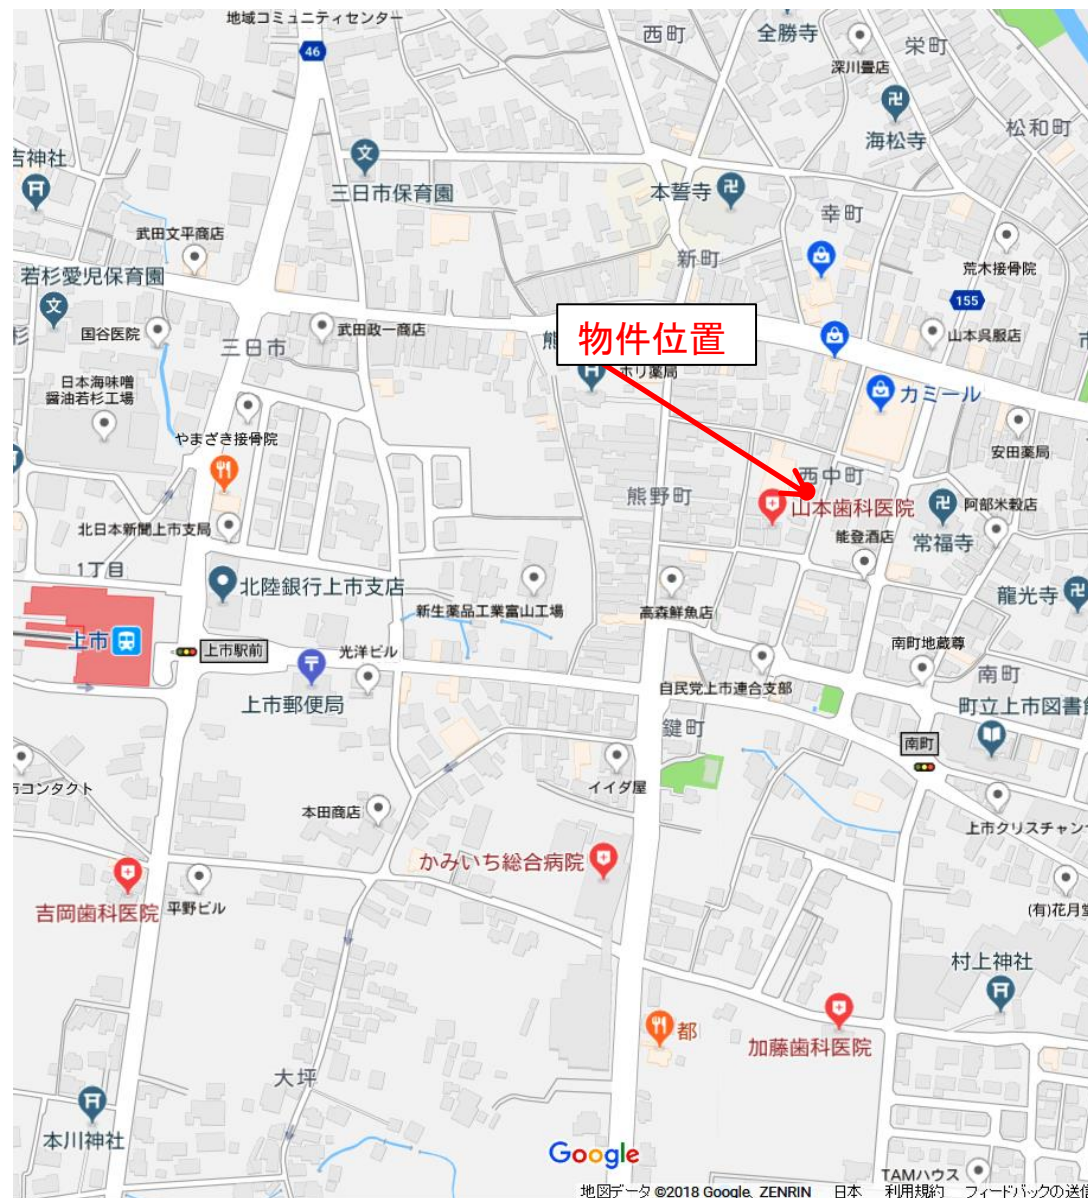 地域コミュニティセンター
西町
全勝寺
栄町
46
深川畳店
海松寺
松和町
吉神社
三日市保育園
本誓寺
幸町
武田文平商店
新町
荒木接骨院
若杉愛児保育園
155
国谷医院
武田政一商店
山本呉服店
三日市
熊
物件位置
市
杉
ホリ薬局
日本海味噌
醤油若杉工場
カミール
やまざき接骨院
安田薬局
西中町
熊野町
山本歯科医院
阿部米穀店
北日本新聞上市支局
能登酒店
常福寺
1丁目
北陸銀行上市支店
新生薬品工業富山工場
高森鮮魚店
龍光寺
上市
上市駅前
光洋ビル
南町地蔵尊
自民党上市連合支部
南町
上市郵便局
町立上市図書館
鍵町
南町
市コンタクト
イイダ屋
本田商店
上市クリスチャン
かみいち総合病院
吉岡歯科医院
平野ビル
(有)花月堂
村上神社
都
加藤歯科医院
大坪
本川神社
Google
TAMハウス
地図データ ©2018 Google, ZENRIN 日本 利用規約 フィードバックの送信